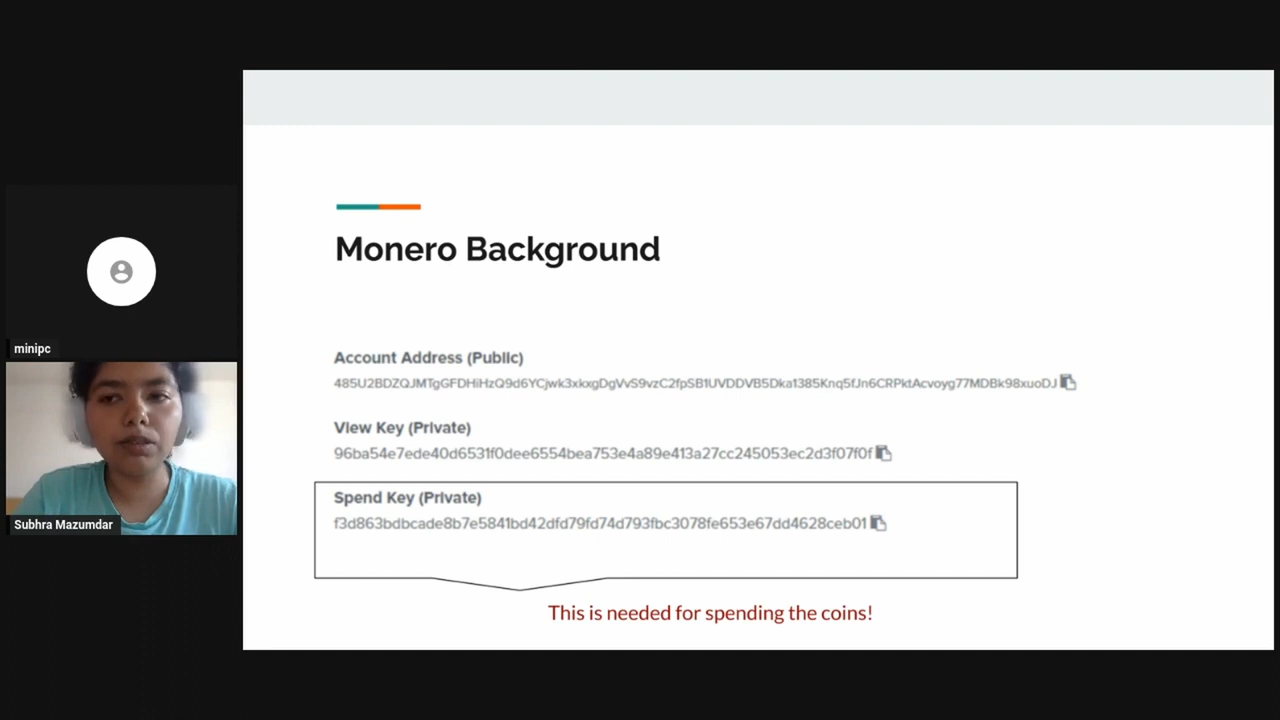 Monero Background
Account Address (Public)
485U2BDZQJMTgGFDHiHzQ9d6YCjwk3xkxgDgVvS9vzC2fpSB1UVDDVB5Dka1385Knq5fJn6CRPktAcvoyg77MDBk98xuoDJ
View Key (Private)
96ba54e7ede40d6531f0dee6554bea753e4a89e413a27cc245053ec2d3f07f0f
Spend Key (Private)
f3d863bdbcade8b7e5841bd42dfd79fd74d793fbc3078fe653e67dd4628ceb01
This is needed for spending the coins!
minipc
Subhra Mazumdar